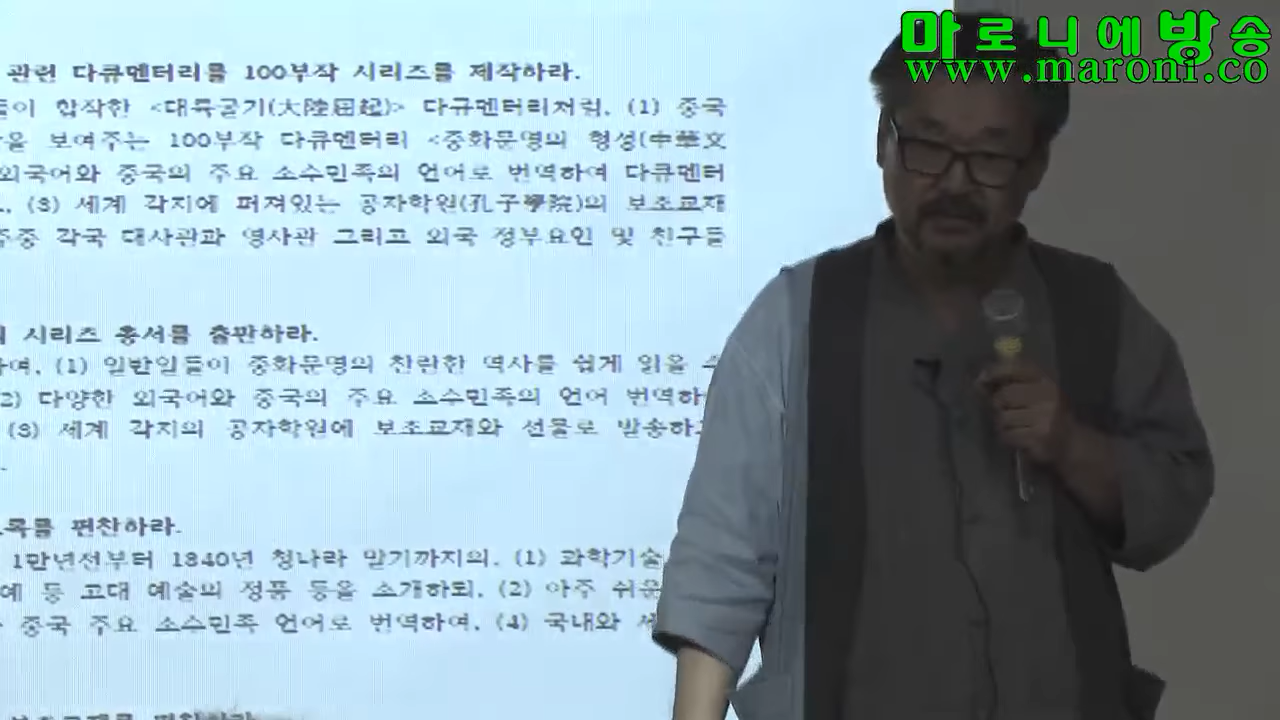 마로니에방송
www.maroni.co
관련 다큐멘터리를 100부작 시리즈를 제작하라.
합작한 <대륙굴기(大陸屈起)> 다큐멘터리처럼, (1) 중국
보여주는 100부작 다큐멘터리 <중화문명의 형성(中華文
외국어와 중국의 주요 소수민족의 언어로 번역하여 다큐멘터
(3) 세계 각지에 퍼져있는 공자학원(孔子學院)의 보조교재
주중 각국 대사관과 영사관 그리고 외국 정부요인 및 친구들
시리즈 총서를 출판하라.
(1) 일반인들이 중화문명의 찬란한 역사를 쉽게 읽을
2) 다양한 외국어와 중국의 주요 소수민족의 언어 번역하
(3) 세계 각지의 공자학원에 보조교재와 선물로 발송하
편찬하라.
1만년전부터 1840년 청나라 말기까지의, (1) 과학기술
등 고대 예술의 정품 등을 소개하되, (2) 아주 쉬운
중국 주요 소수민족 언어로 번역하여, (4) 국내와